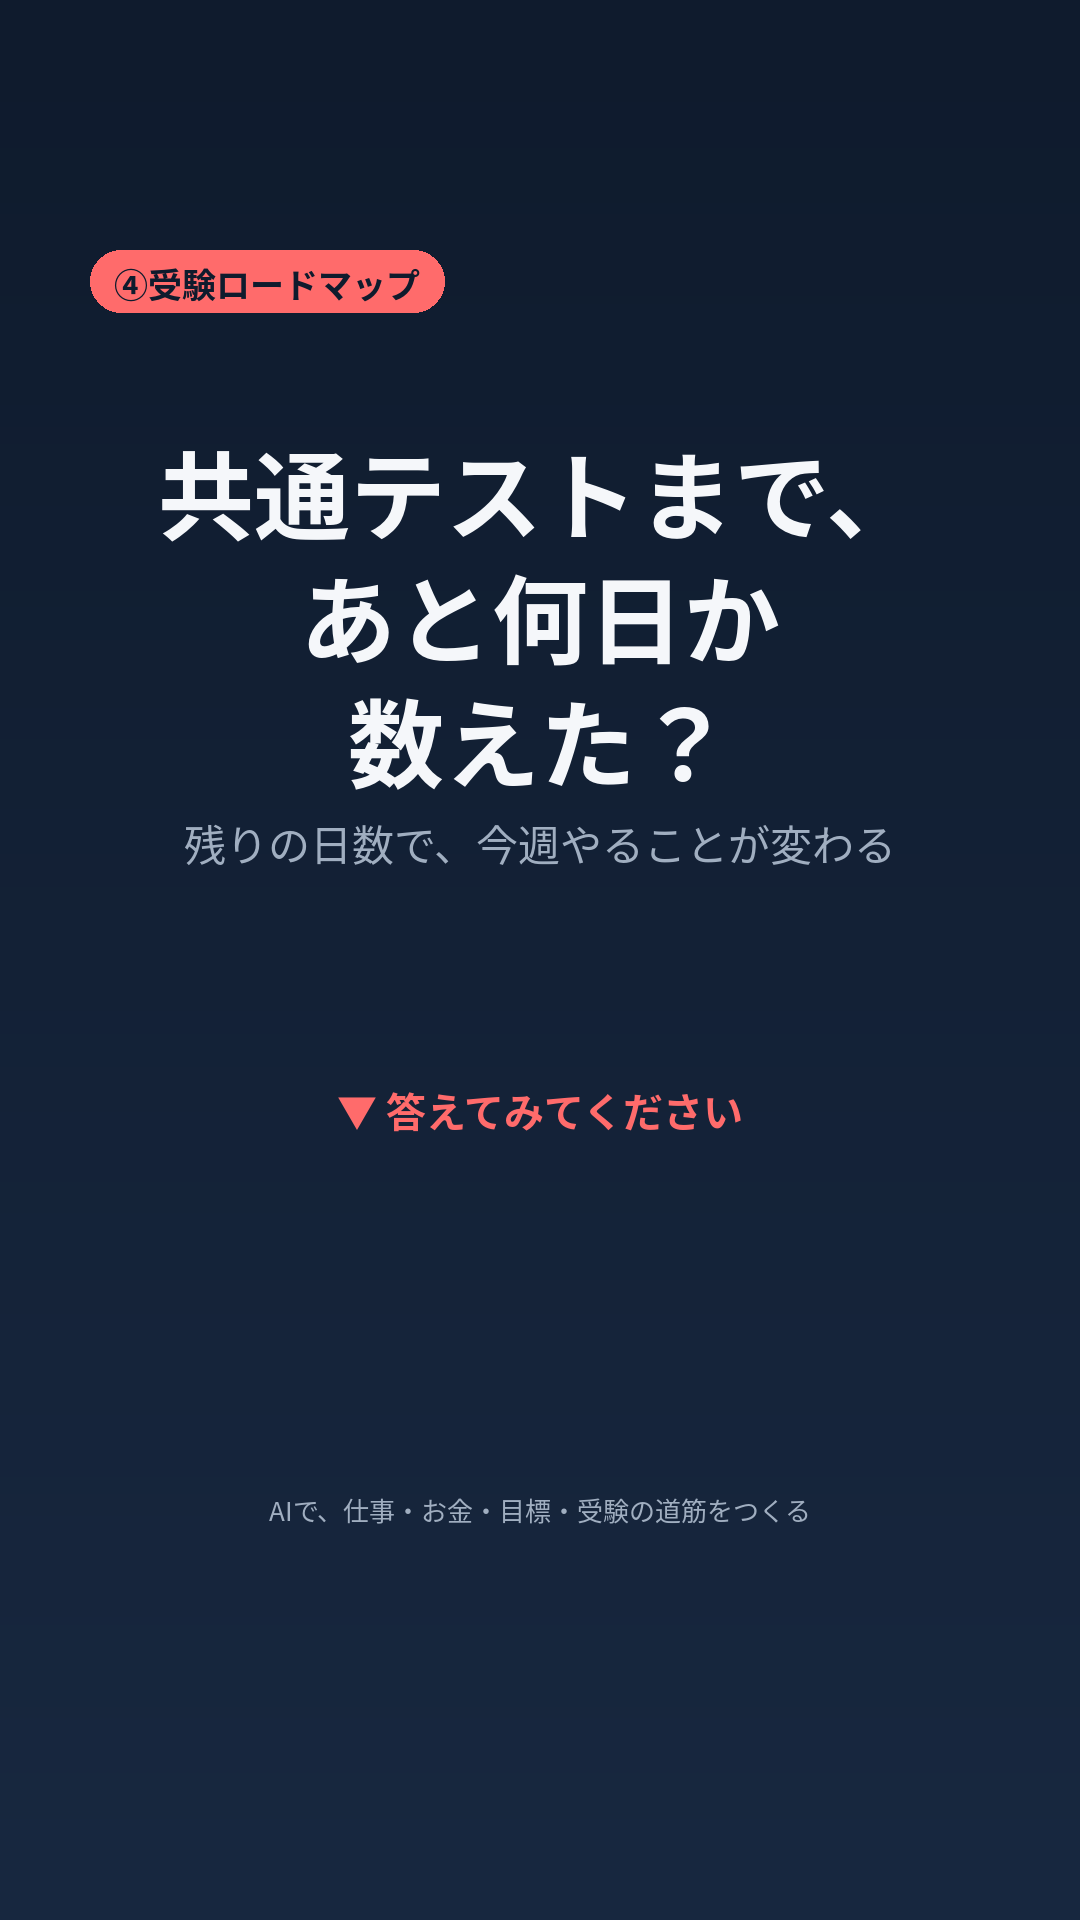 ④受験ロードマップ
共通テストまで、
あと何日か
数えた？
残りの日数で、今週やることが変わる
▼ 答えてみてください
AIで、仕事・お金・目標・受験の道筋をつくる